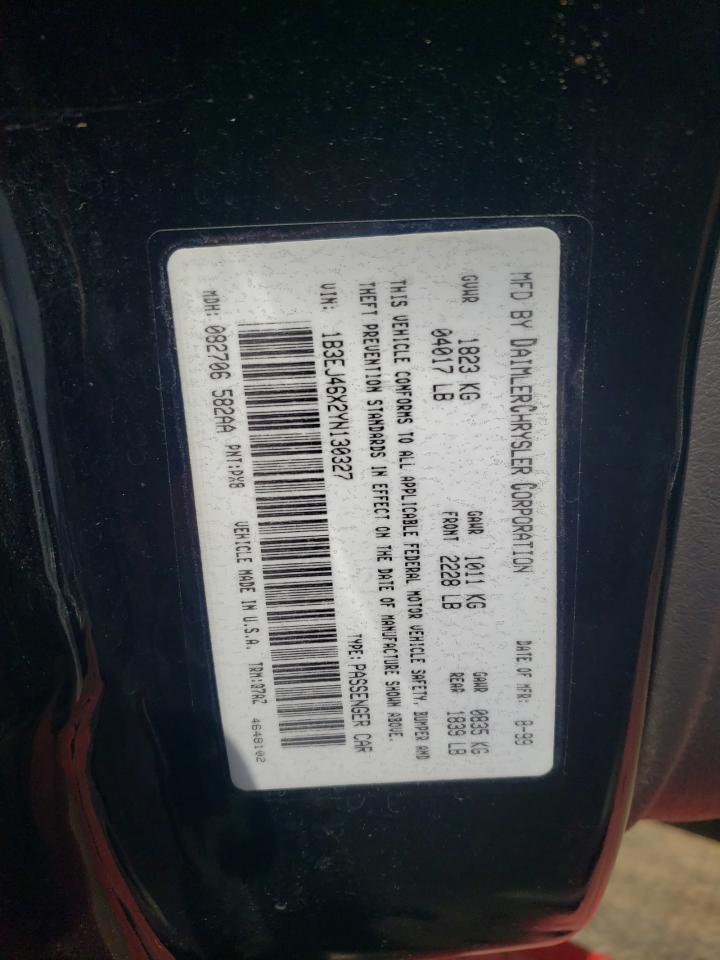 MFD BY DAIMLERCHRYSLER CORPORATION DATE OF MFR: 8-99
GVWR 1823 KG GAWR 1011 KG GAWR 0835 KG
04017 LB FRONT 2228 LB REAR 1839 LB
THIS VEHICLE CONFORMS TO ALL APPLICABLE FEDERAL MOTOR VEHICLE SAFETY, BUMPER AND
THEFT PREVENTION STANDARDS IN EFFECT ON THE DATE OF MANUFACTURE SHOWN ABOVE.
VIN: 1B3EJ46X2YN130327 TYPE: PASSENGER CAR
MDH: 082706 582AA PNT:PX8 VEHICLE MADE IN U.S.A. TRM:Q7AZ 4648102